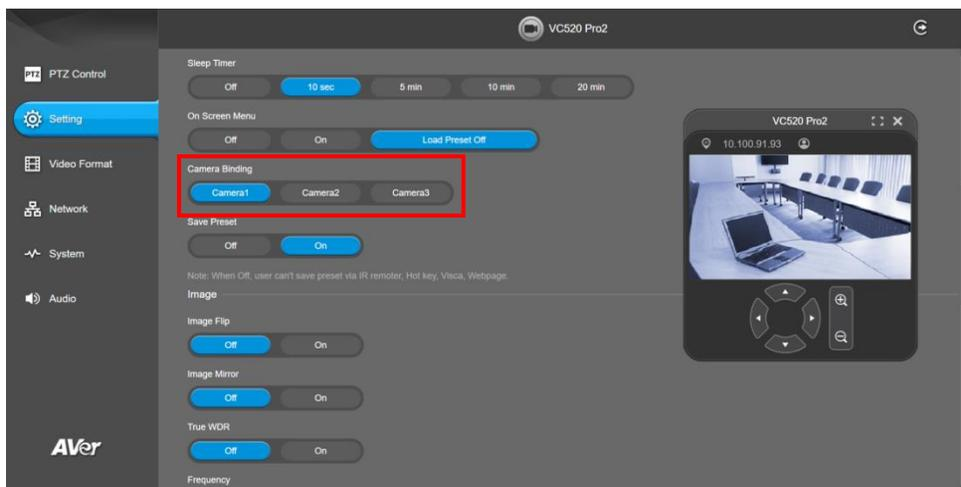 VC520 Pro2
PTZ PTZ Control
Setting
Video Format
Network
System
Audio
AVer
Sleep Timer
Off 10 sec 5 min 10 min 20 min
On Screen Menu
Off On Load Preset Off
Camera Binding
Camera1 Camera2 Camera3
Save Preset
Off On
Note: When Off, user can't save preset via IR remoter, Hot key, Visca, Webpage.
Image
Image Flip
Off On
Image Mirror
Off On
True WDR
Off On
Frequency
VC520 Pro2
10.100.91.93